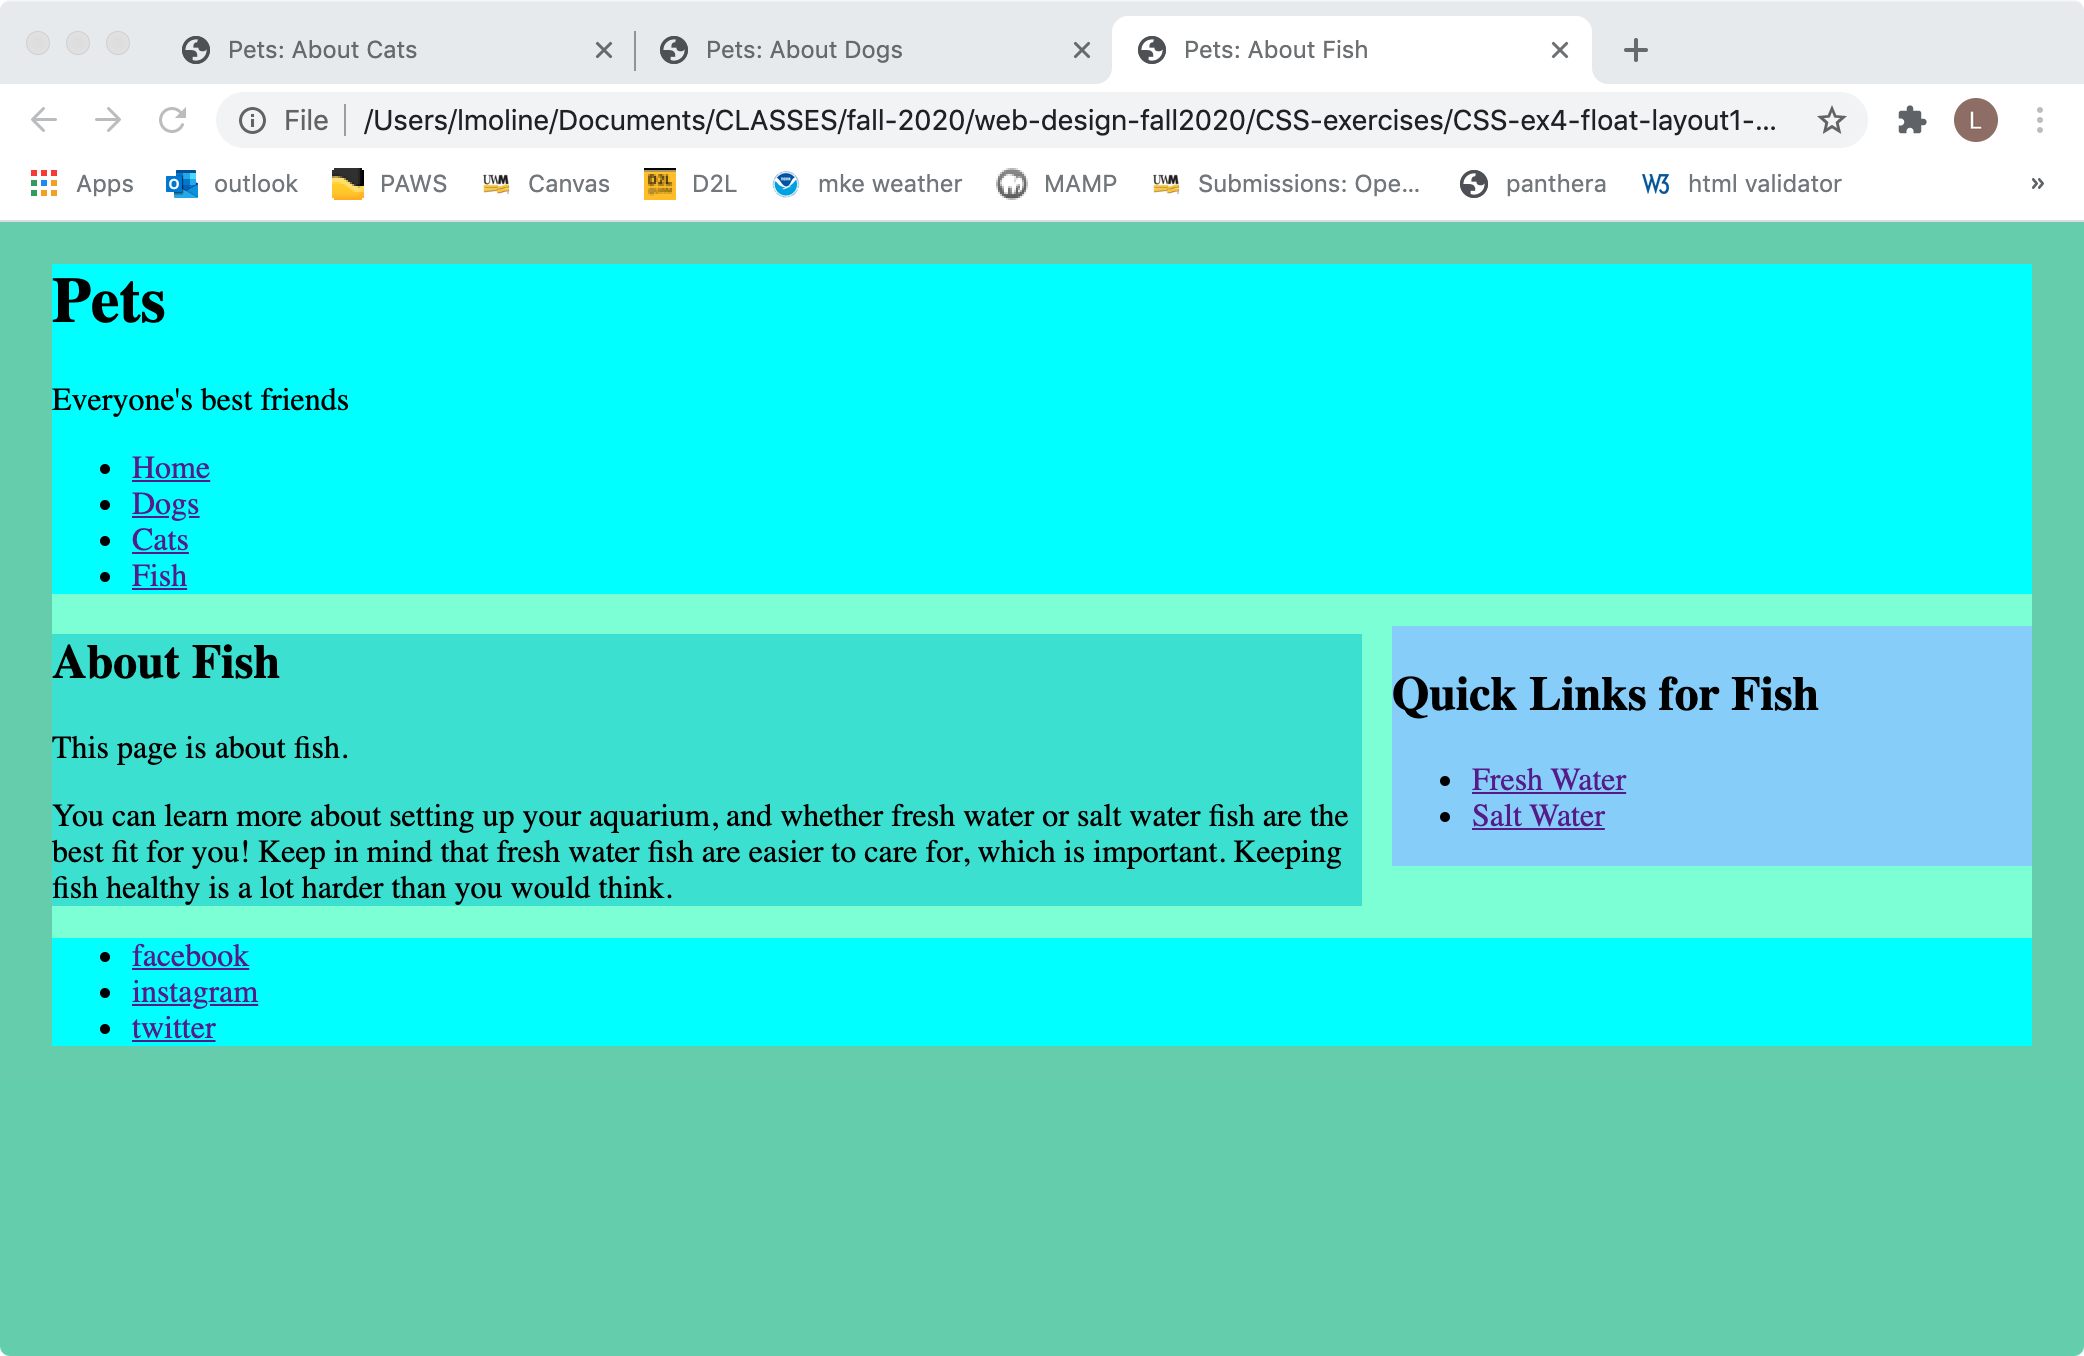 Pets: About Cats
Pets: About Dogs
Pets: About Fish
File /Users/lmoline/Documents/CLASSES/fall-2020/web-design-fall2020/CSS-exercises/CSS-ex4-float-layout1-...
L
Apps outlook PAWS UWM Canvas D2L D2L mke weather MAMP UWM Submissions: Ope... panthera W3 html validator »
Pets
Everyone's best friends
• Home
• Dogs
• Cats
• Fish
About Fish
This page is about fish.
You can learn more about setting up your aquarium, and whether fresh water or salt water fish are the
best fit for you! Keep in mind that fresh water fish are easier to care for, which is important. Keeping
fish healthy is a lot harder than you would think.
Quick Links for Fish
• Fresh Water
• Salt Water
• facebook
• instagram
• twitter